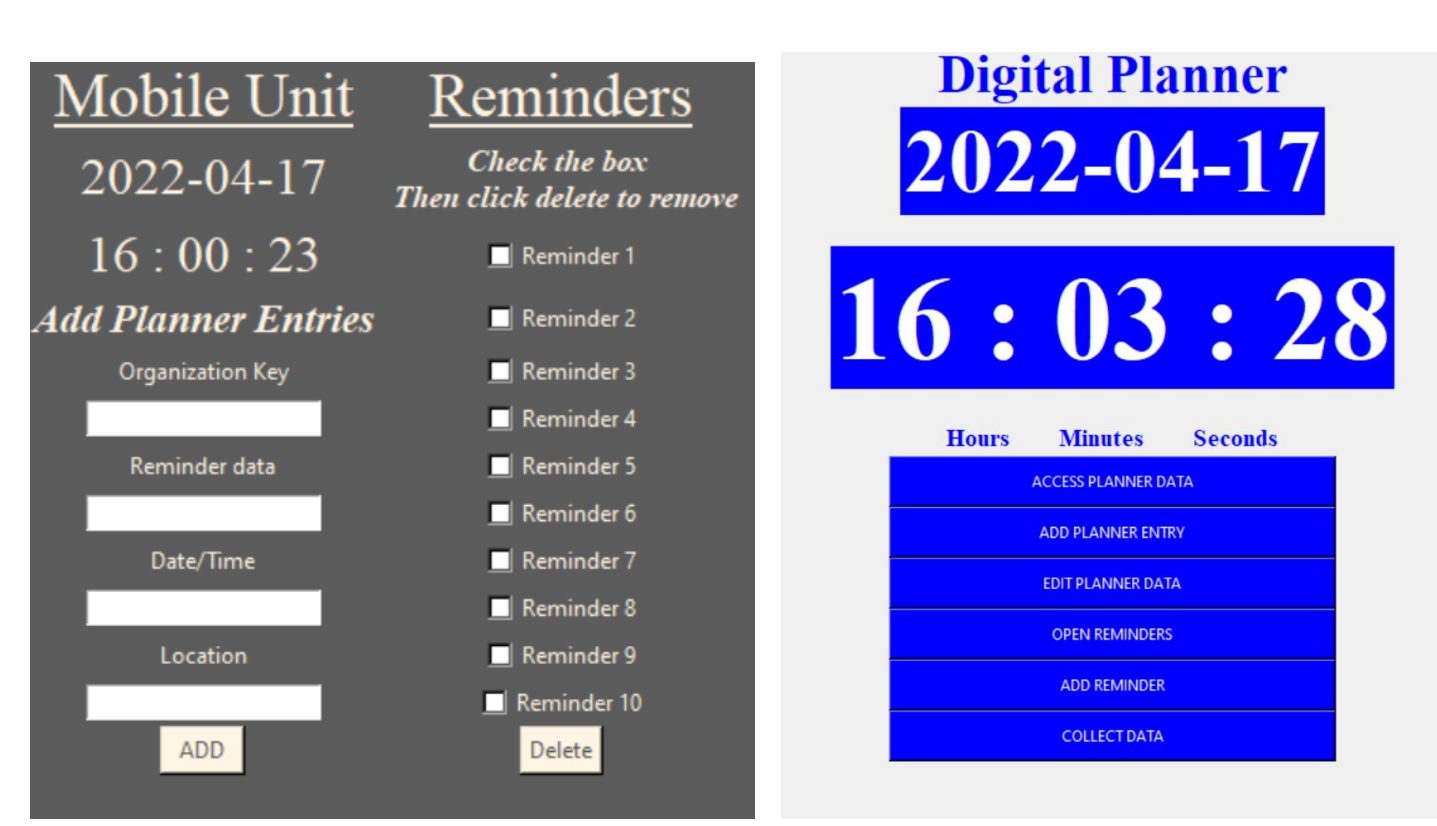 Mobile Unit
2022-04-17
16 : 00 : 23
Add Planner Entries
Organization Key
Reminder data
Date/Time
Location
ADD
Reminders
Check the box
Then click delete to remove
Reminder 1
Reminder 2
Reminder 3
Reminder 4
Reminder 5
Reminder 6
Reminder 7
Reminder 8
Reminder 9
Reminder 10
Delete
Digital Planner
2022-04-17
16 : 03 : 28
Hours Minutes Seconds
ACCESS PLANNER DATA
ADD PLANNER ENTRY
EDIT PLANNER DATA
OPEN REMINDERS
ADD REMINDER
COLLECT DATA